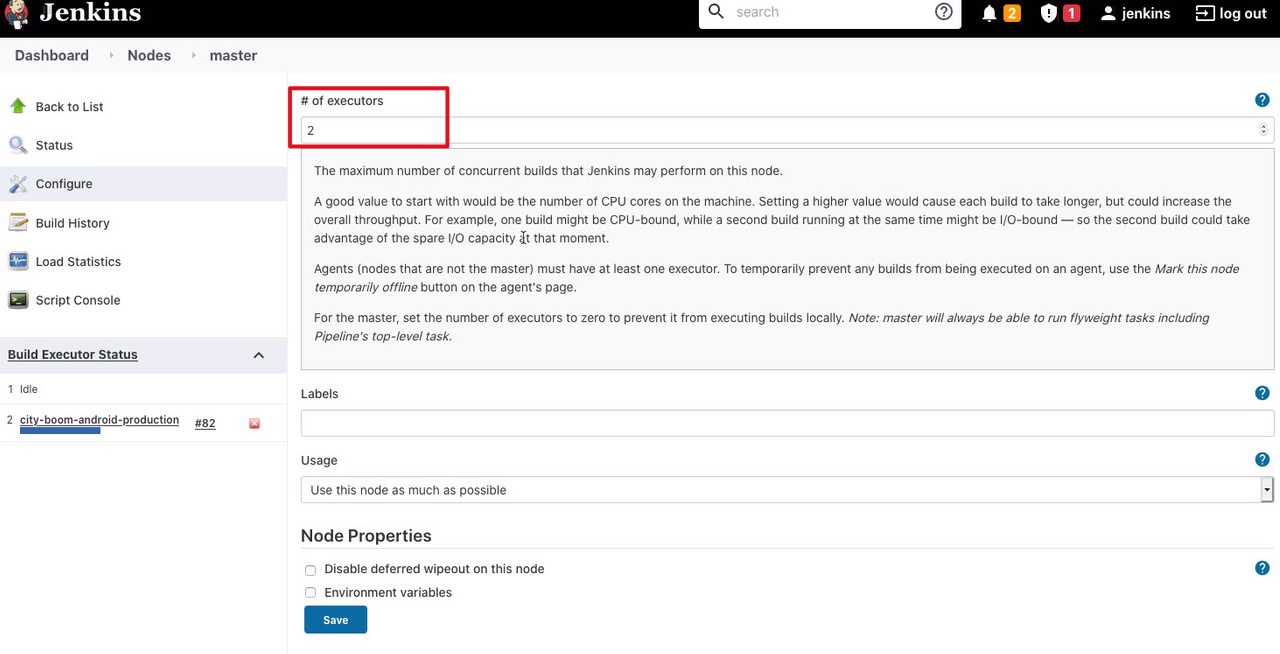 Jenkins
search
2
1
jenkins
log out
Dashboard
Nodes
master
Back to List
Status
Configure
Build History
Load Statistics
Script Console
Build Executor Status
1 Idle
2 city-boom-android-production #82
# of executors
2
The maximum number of concurrent builds that Jenkins may perform on this node.
A good value to start with would be the number of CPU cores on the machine. Setting a higher value would cause each build to take longer, but could increase the
overall throughput. For example, one build might be CPU-bound, while a second build running at the same time might be I/O-bound — so the second build could take
advantage of the spare I/O capacity at that moment.
Agents (nodes that are not the master) must have at least one executor. To temporarily prevent any builds from being executed on an agent, use the Mark this node
temporarily offline button on the agent's page.
For the master, set the number of executors to zero to prevent it from executing builds locally. Note: master will always be able to run flyweight tasks including
Pipeline's top-level task.
Labels
Usage
Use this node as much as possible
Node Properties
Disable deferred wipeout on this node
Environment variables
Save